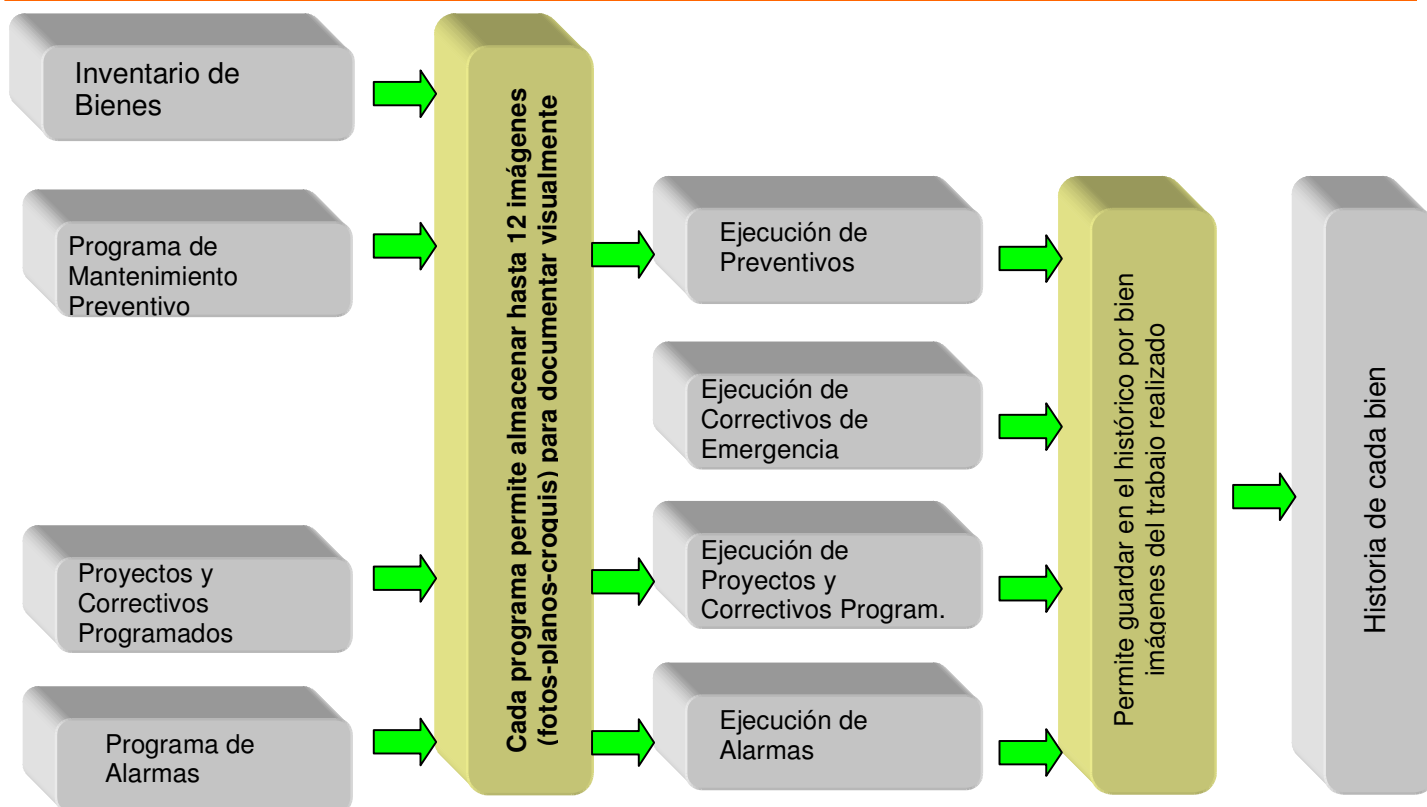 Inventario de
Bienes
Programa de
Mantenimiento
Preventivo
Proyectos y
Correctivos
Programados
Programa de
Alarmas
Cada programa permite almacenar hasta 12 imágenes
(fotos-planos-croquis) para documentar visualmente
Ejecución de
Preventivos
Ejecución de
Correctivos de
Emergencia
Ejecución de
Proyectos y
Correctivos Program.
Ejecución de
Alarmas
Permite guardar en el histórico por bien
imágenes del trabajo realizado
Historia de cada bien